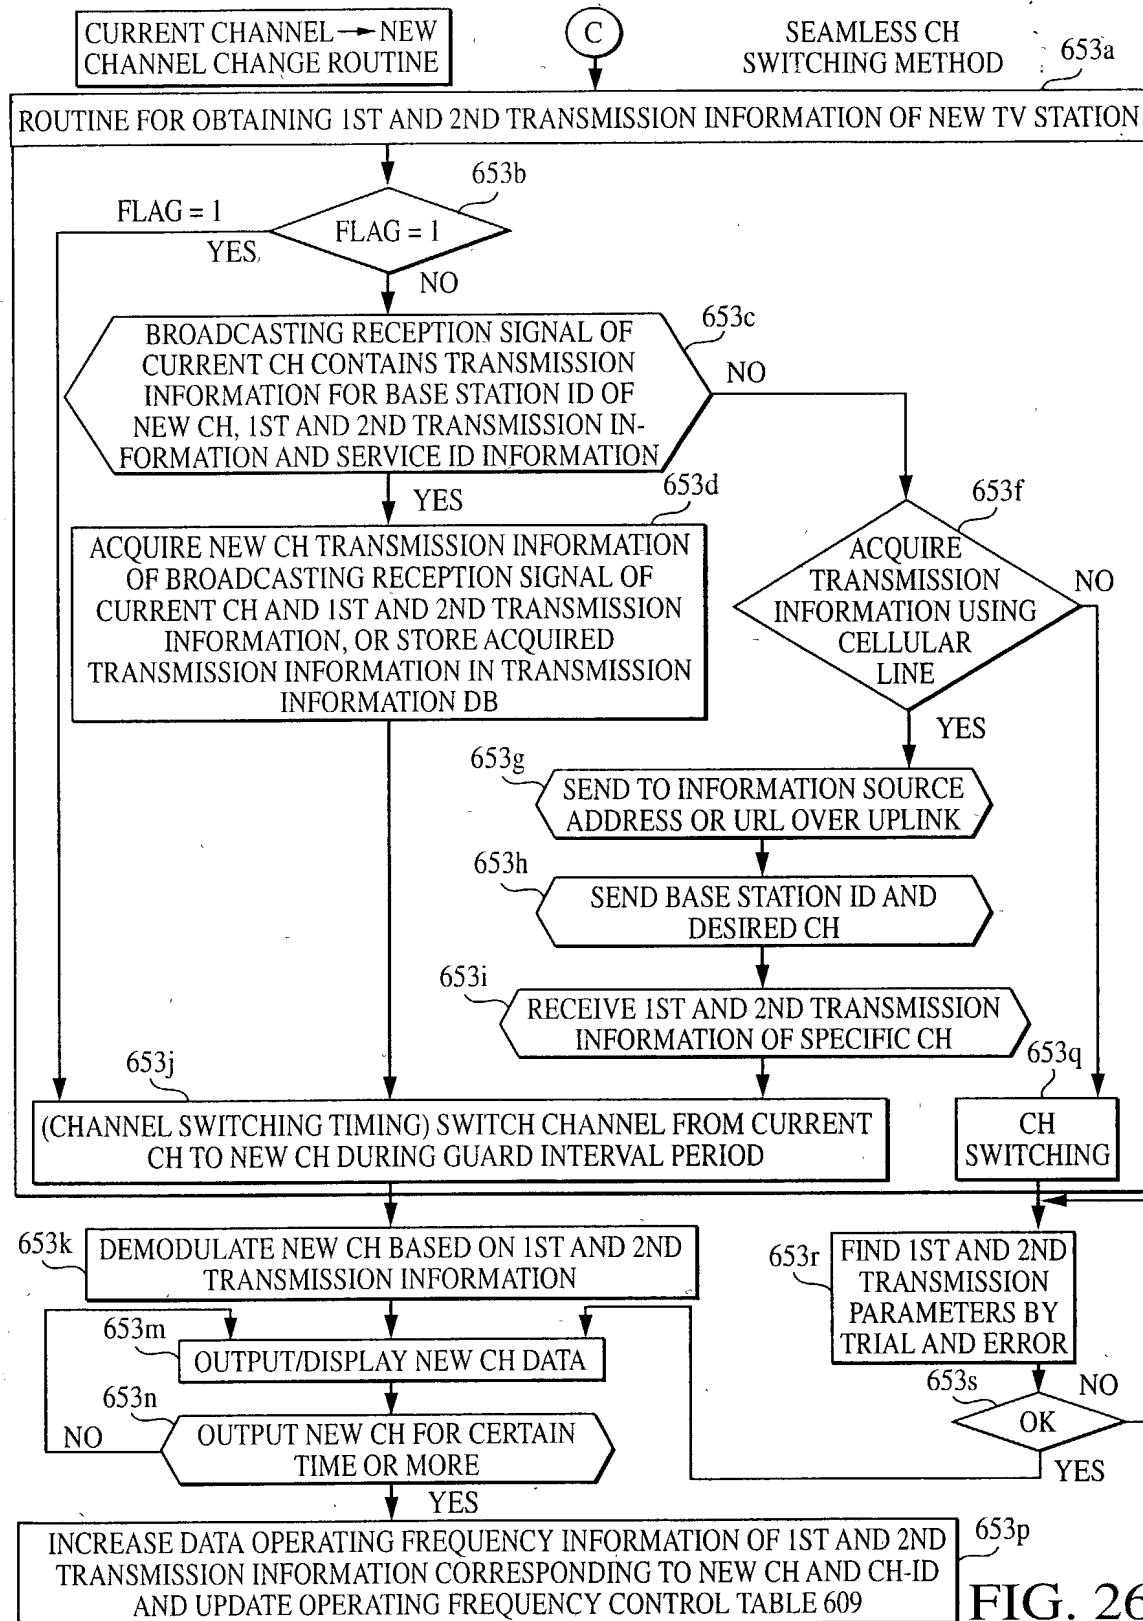 CURRENT CHANNEL → NEW
CHANNEL CHANGE ROUTINE
C
SEAMLESS CH
SWITCHING METHOD
653a
ROUTINE FOR OBTAINING 1ST AND 2ND TRANSMISSION INFORMATION OF NEW TV STATION
653b
FLAG = 1
YES
FLAG = 1
NO
653c
BROADCASTING RECEPTION SIGNAL OF
CURRENT CH CONTAINS TRANSMISSION
INFORMATION FOR BASE STATION ID OF
NEW CH, 1ST AND 2ND TRANSMISSION IN-
FORMATION AND SERVICE ID INFORMATION
NO
YES
653d
ACQUIRE NEW CH TRANSMISSION INFORMATION
OF BROADCASTING RECEPTION SIGNAL OF
CURRENT CH AND 1ST AND 2ND TRANSMISSION
INFORMATION, OR STORE ACQUIRED
TRANSMISSION INFORMATION IN TRANSMISSION
INFORMATION DB
653f
ACQUIRE
TRANSMISSION
INFORMATION USING
CELLULAR
LINE
NO
YES
653g
SEND TO INFORMATION SOURCE
ADDRESS OR URL OVER UPLINK
653h
SEND BASE STATION ID AND
DESIRED CH
653i
RECEIVE 1ST AND 2ND TRANSMISSION
INFORMATION OF SPECIFIC CH
653j
(CHANNEL SWITCHING TIMING) SWITCH CHANNEL FROM CURRENT
CH TO NEW CH DURING GUARD INTERVAL PERIOD
653q
CH
SWITCHING
653k
DEMODULATE NEW CH BASED ON 1ST AND 2ND
TRANSMISSION INFORMATION
653r
FIND 1ST AND 2ND
TRANSMISSION
PARAMETERS BY
TRIAL AND ERROR
653m
OUTPUT/DISPLAY NEW CH DATA
653n
OUTPUT NEW CH FOR CERTAIN
TIME OR MORE
NO
YES
653s
OK
NO
YES
653p
INCREASE DATA OPERATING FREQUENCY INFORMATION OF 1ST AND 2ND
TRANSMISSION INFORMATION CORRESPONDING TO NEW CH AND CH-ID
AND UPDATE OPERATING FREQUENCY CONTROL TABLE 609
FIG. 26